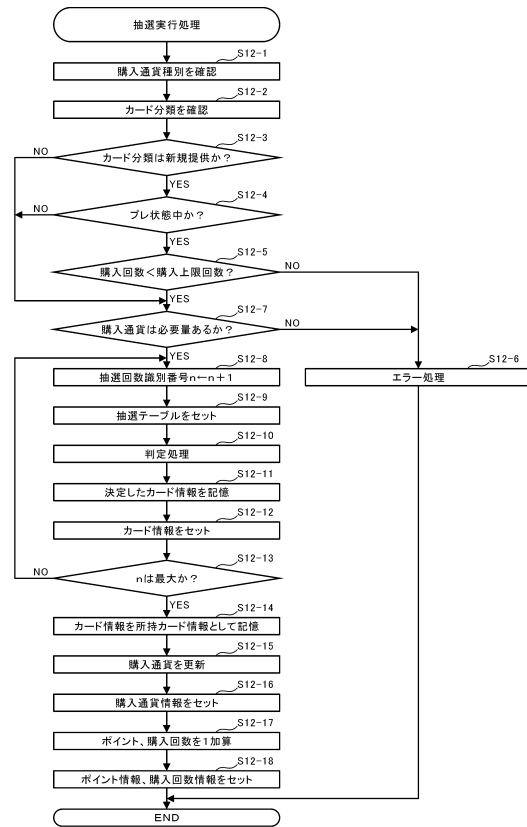 抽選実行処理
S12-1
購入通貨種別を確認
S12-2
カード分類を確認
S12-3
カード分類は新規提供か？
NO
YES
S12-4
プレ状態中か？
NO
YES
S12-5
購入回数＜購入上限回数？
NO
YES
S12-7
購入通貨は必要量あるか？
NO
YES
S12-6
エラー処理
S12-8
抽選回数識別番号n←n＋1
S12-9
抽選テーブルをセット
S12-10
判定処理
S12-11
決定したカード情報を記憶
S12-12
カード情報をセット
S12-13
nは最大か？
NO
YES
S12-14
カード情報を所持カード情報として記憶
S12-15
購入通貨を更新
S12-16
購入通貨情報をセット
S12-17
ポイント、購入回数を1加算
S12-18
ポイント情報、購入回数情報をセット
END